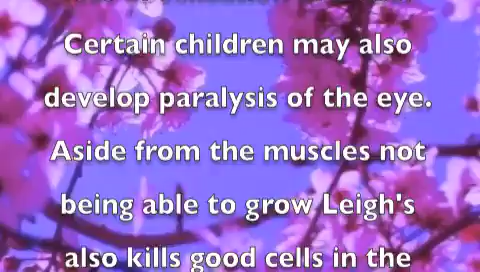 Certain children may also
develop paralysis of the eye.
Aside from the muscles not
being able to grow Leigh's
also kills good cells in the